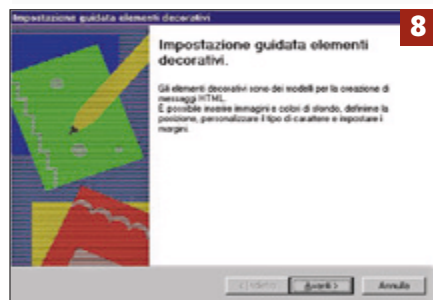 Impostazione guidata elementi decorativi
8
Impostazione guidata elementi
decorativi.
Gli elementi decorativi sono dei modelli per la creazione di
messaggi HTML.
È possibile inserire immagini e colori di sfondo, definirne la
posizione, personalizzare il tipo di carattere e impostare i
margini.
< Indietro Avanti > Annulla